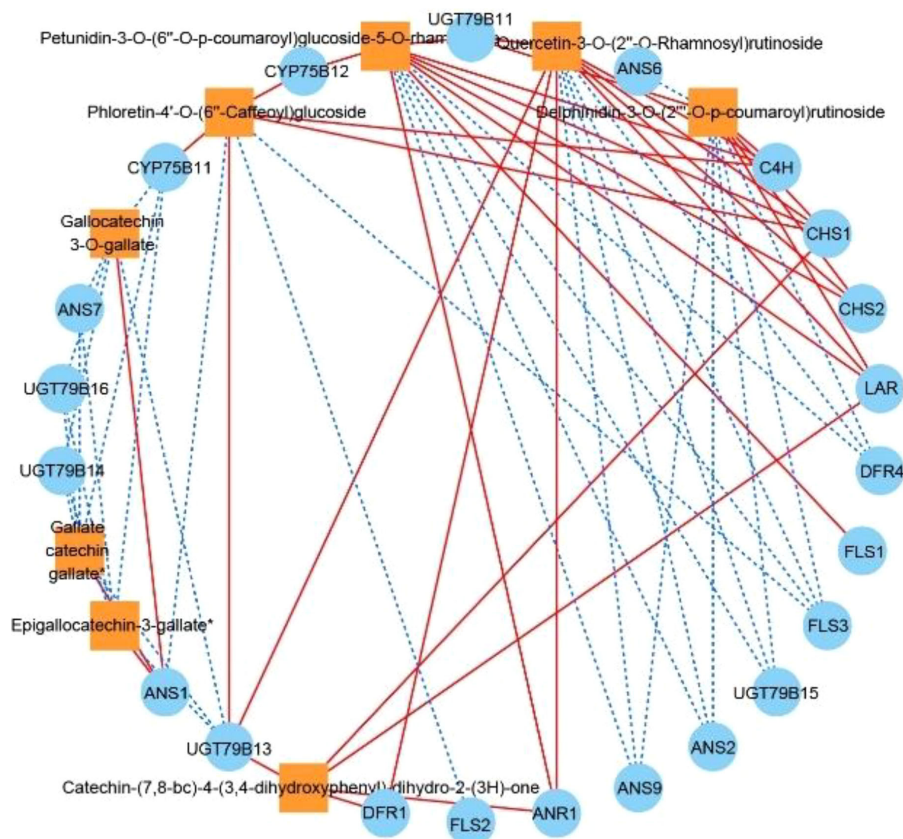 UGT79B11
Petunidin-3-O-(6"-O-p-coumaroyl)glucoside-5-O-rham
Quercetin-3-O-(2"-O-Rhamnosyl)rutinoside
CYP75B12
ANS6
Phloretin-4'-O-(6"-Caffeoyl)glucoside
Delphinidin-3-O-(2"'-O-p-coumaroyl)rutinoside
CYP75B11
C4H
Gallocatechin
3-O-gallate
CHS1
ANS7
CHS2
UGT79B16
LAR
UGT79B14
DFR4
Gallate
catechin
gallate*
FLS1
Epigallocatechin-3-gallate*
FLS3
ANS1
UGT79B15
UGT79B13
ANS2
Catechin-(7,8-bc)-4-(3,4-dihydroxyphenyl)-dihydro-2-(3H)-one
ANS9
DFR1
FLS2
ANR1